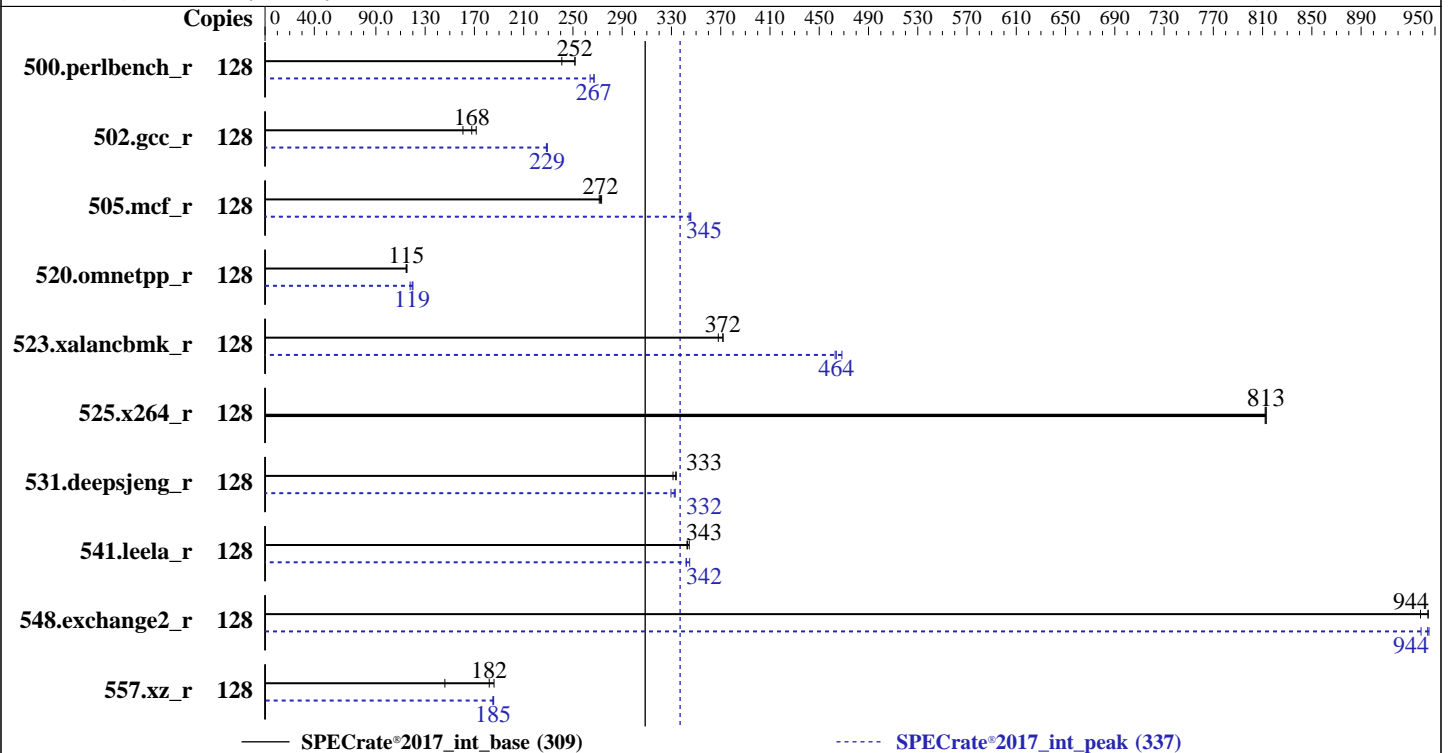 Copies 0 40.0 90.0 130 170 210 250 290 330 370 410 450 490 530 570 610 650 690 730 770 810 850 890 950
500.perlbench_r 128 252
267
502.gcc_r 128 168
229
505.mcf_r 128 272
345
520.omnetpp_r 128 115
119
523.xalancbmk_r 128 372
464
525.x264_r 128 813
531.deepsjeng_r 128 333
332
541.leela_r 128 343
342
548.exchange2_r 128 944
944
557.xz_r 128 182
185
SPECrate®2017_int_base (309) SPECrate®2017_int_peak (337)